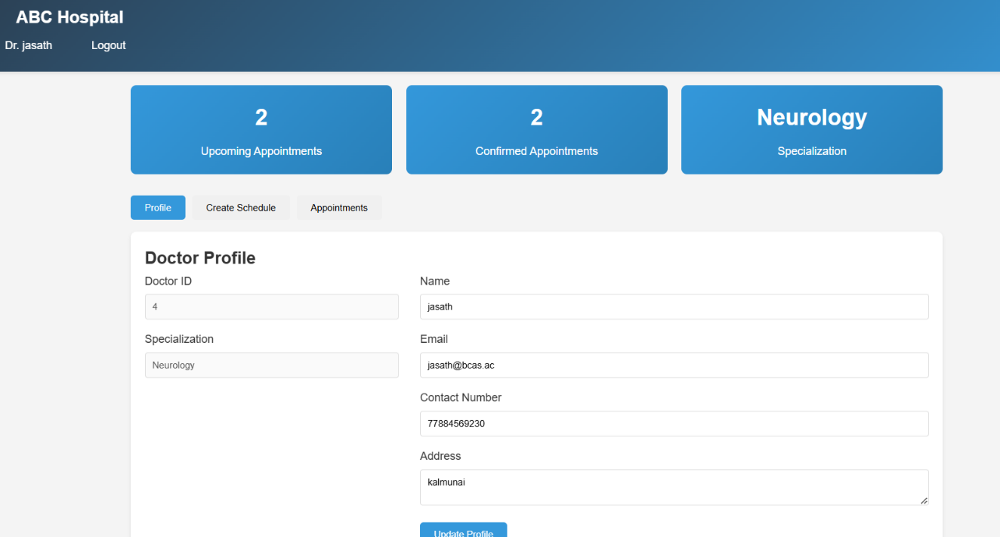 ABC Hospital
Dr. jasath Logout
2
Upcoming Appointments
2
Confirmed Appointments
Neurology
Specialization
Profile Create Schedule Appointments
Doctor Profile
Doctor ID
4
Specialization
Neurology
Name
jasath
Email
jasath@bcas.ac
Contact Number
77884569230
Address
kalmunai
Update Profile